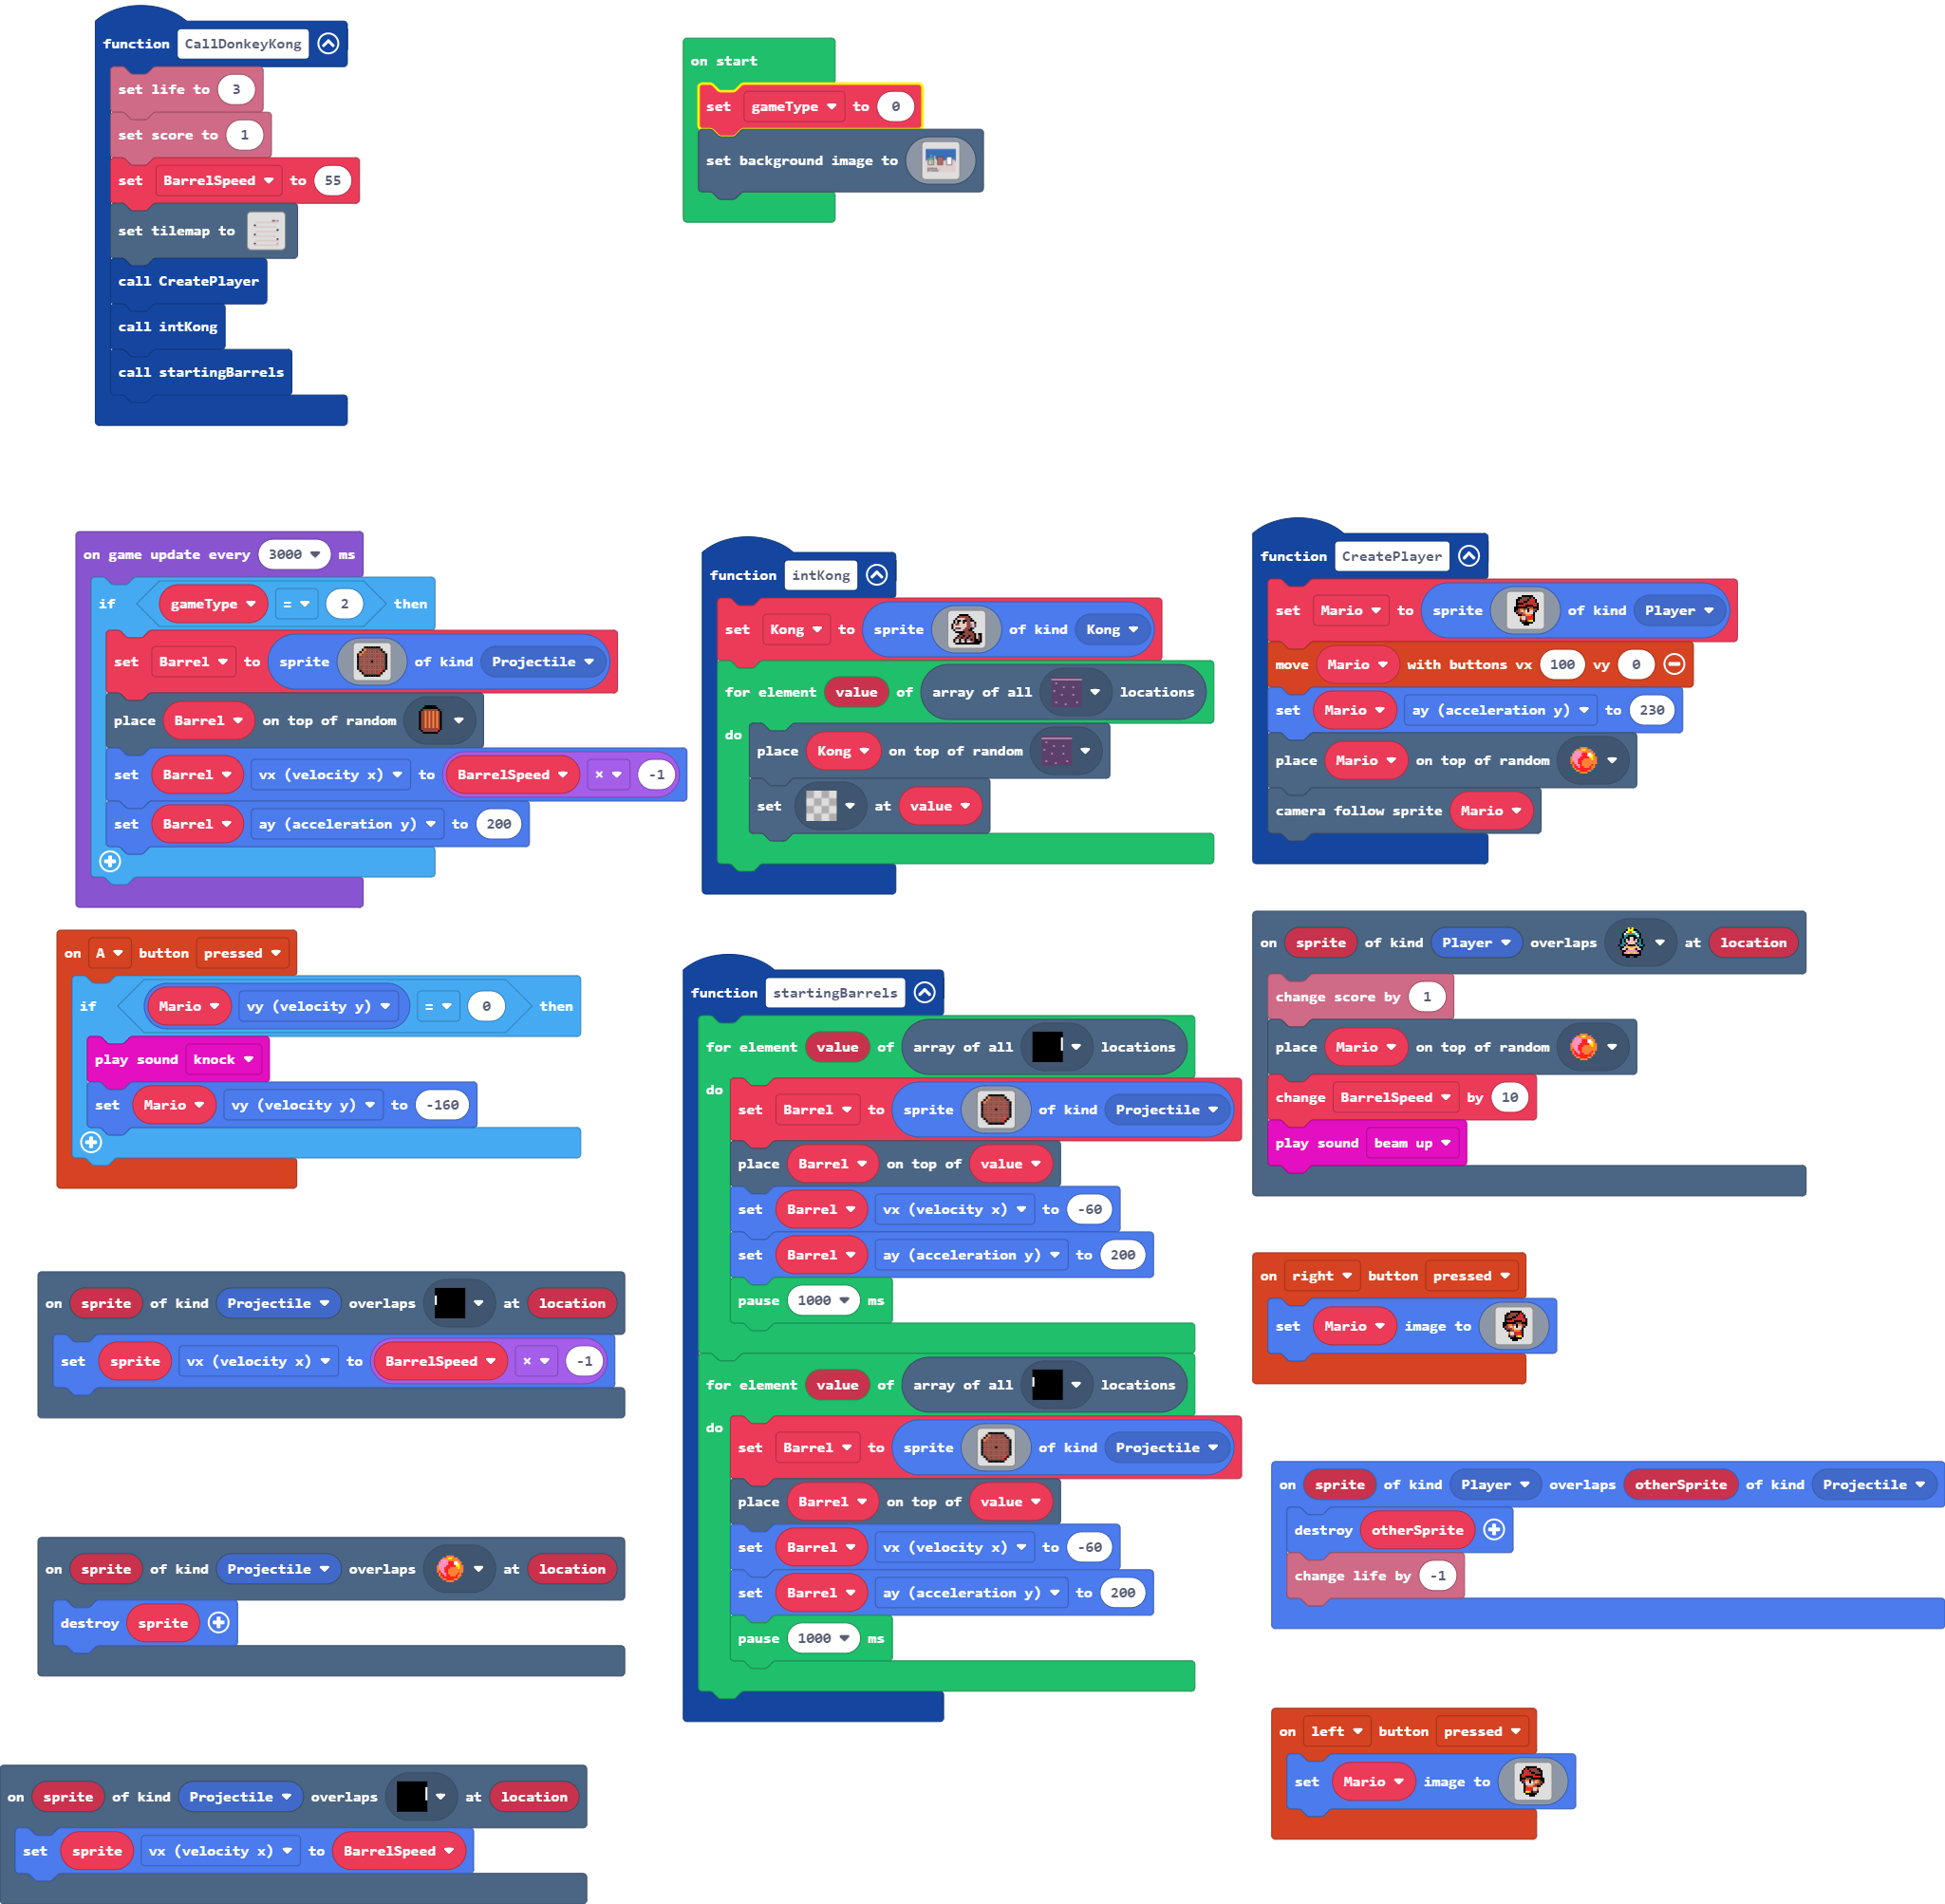 function CallDonkeyKong
set life to 3
set score to 1
set BarrelSpeed to 55
set tilemap to
call CreatePlayer
call intKong
call startingBarrels
on start
set gameType to 0
set background image to
on game update every 3000 ms
if gameType = 2 then
set Barrel to sprite of kind Projectile
place Barrel on top of random
set Barrel vx (velocity x) to BarrelSpeed × -1
set Barrel ay (acceleration y) to 200
function intKong
set Kong to sprite of kind Kong
for element value of array of all locations
do
place Kong on top of random
set at value
function CreatePlayer
set Mario to sprite of kind Player
move Mario with buttons vx 100 vy 0
set Mario ay (acceleration y) to 230
place Mario on top of random
camera follow sprite Mario
on A button pressed
if Mario vy (velocity y) = 0 then
play sound knock
set Mario vy (velocity y) to -160
function startingBarrels
for element value of array of all locations
do
set Barrel to sprite of kind Projectile
place Barrel on top of value
set Barrel vx (velocity x) to -60
set Barrel ay (acceleration y) to 200
pause 1000 ms
for element value of array of all locations
do
set Barrel to sprite of kind Projectile
place Barrel on top of value
set Barrel vx (velocity x) to -60
set Barrel ay (acceleration y) to 200
pause 1000 ms
on sprite of kind Player overlaps at location
change score by 1
place Mario on top of random
change BarrelSpeed by 10
play sound beam up
on right button pressed
set Mario image to
on sprite of kind Projectile overlaps at location
set sprite vx (velocity x) to BarrelSpeed × -1
on sprite of kind Player overlaps otherSprite of kind Projectile
destroy otherSprite
change life by -1
on sprite of kind Projectile overlaps at location
destroy sprite
on left button pressed
set Mario image to
on sprite of kind Projectile overlaps at location
set sprite vx (velocity x) to BarrelSpeed